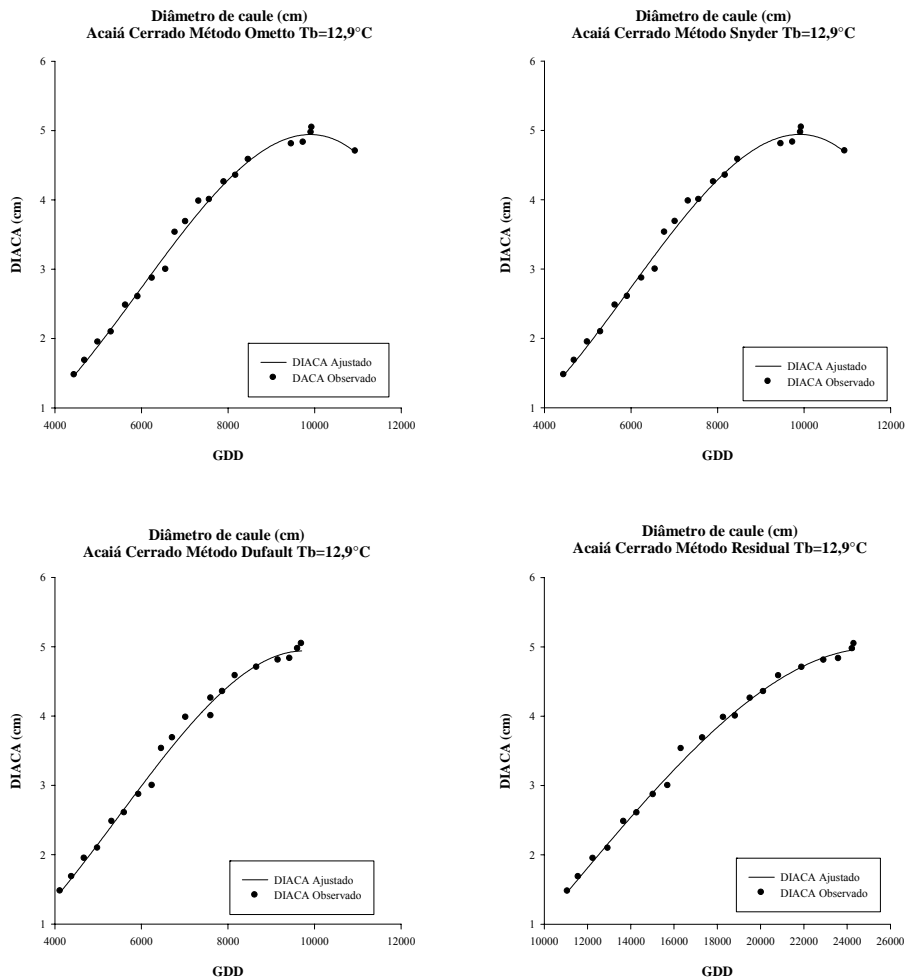 Diâmetro de caule (cm)
Acaiá Cerrado Método Ometto Tb=12,9°C
DIACA (cm)
6
5
4
3
2
1
DIACA Ajustado
DACA Observado
4000 6000 8000 10000 12000
GDD
Diâmetro de caule (cm)
Acaiá Cerrado Método Snyder Tb=12,9°C
DIACA (cm)
6
5
4
3
2
1
DIACA Ajustado
DIACA Observado
4000 6000 8000 10000 12000
GDD
Diâmetro de caule (cm)
Acaiá Cerrado Método Dufault Tb=12,9°C
DIACA (cm)
6
5
4
3
2
1
DIACA Ajustado
DIACA Observado
4000 6000 8000 10000 12000
GDD
Diâmetro de caule (cm)
Acaiá Cerrado Método Residual Tb=12,9°C
DIACA (cm)
6
5
4
3
2
1
DIACA Ajustado
DIACA Observado
10000 12000 14000 16000 18000 20000 22000 24000 26000
GDD